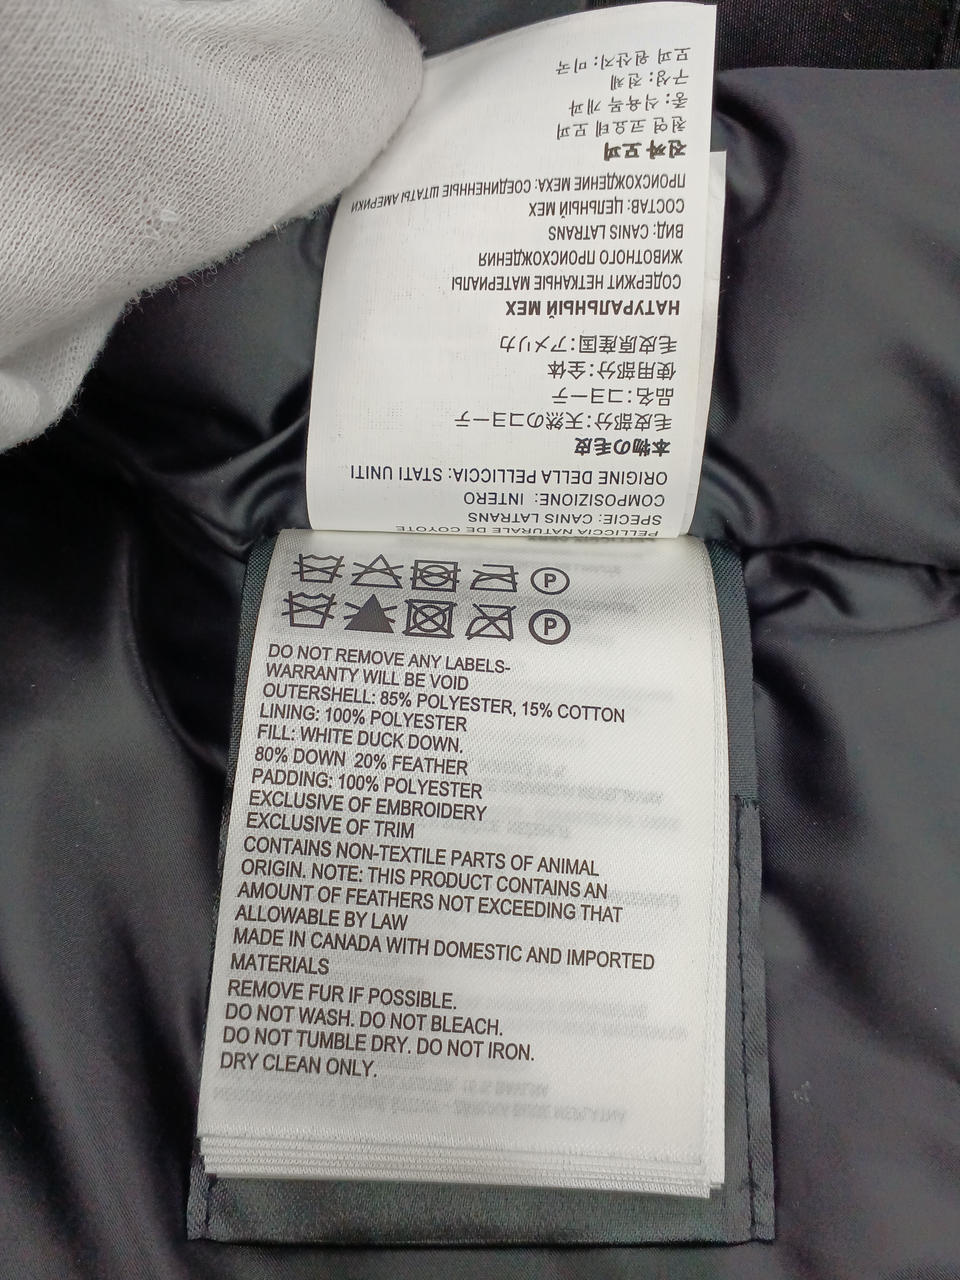 PELLICCIA NATURALE DE COYOTE
SPECIE: CANIS LATRANS
COMPOSIZIONE: INTERO
ORIGINE DELLA PELLICCIA: STATI UNITI
本物の毛皮
毛皮部分:天然のコヨーテ
品名:コヨーテ
使用部分:全体
毛皮原産国:アメリカ
НАТУРАЛЬНЫЙ МЕХ
СОДЕРЖИТ НЕТКАНЫЕ МАТЕРИАЛЫ
ЖИВОТНОГО ПРОИСХОЖДЕНИЯ
ВИД: CANIS LATRANS
СОСТАВ: ЦЕЛЬНЫЙ МЕХ
ПРОИСХОЖДЕНИЕ МЕХА: СОЕДИНЕННЫЕ ШТАТЫ АМЕРИКИ
진짜 모피
천연 코요테 모피
종: 식육목 개과
구성: 전체
모피 원산지: 미국
P
P
DO NOT REMOVE ANY LABELS-
WARRANTY WILL BE VOID
OUTERSHELL: 85% POLYESTER, 15% COTTON
LINING: 100% POLYESTER
FILL: WHITE DUCK DOWN.
80% DOWN 20% FEATHER
PADDING: 100% POLYESTER
EXCLUSIVE OF EMBROIDERY
EXCLUSIVE OF TRIM
CONTAINS NON-TEXTILE PARTS OF ANIMAL
ORIGIN. NOTE: THIS PRODUCT CONTAINS AN
AMOUNT OF FEATHERS NOT EXCEEDING THAT
ALLOWABLE BY LAW
MADE IN CANADA WITH DOMESTIC AND IMPORTED
MATERIALS
REMOVE FUR IF POSSIBLE.
DO NOT WASH. DO NOT BLEACH.
DO NOT TUMBLE DRY. DO NOT IRON.
DRY CLEAN ONLY.